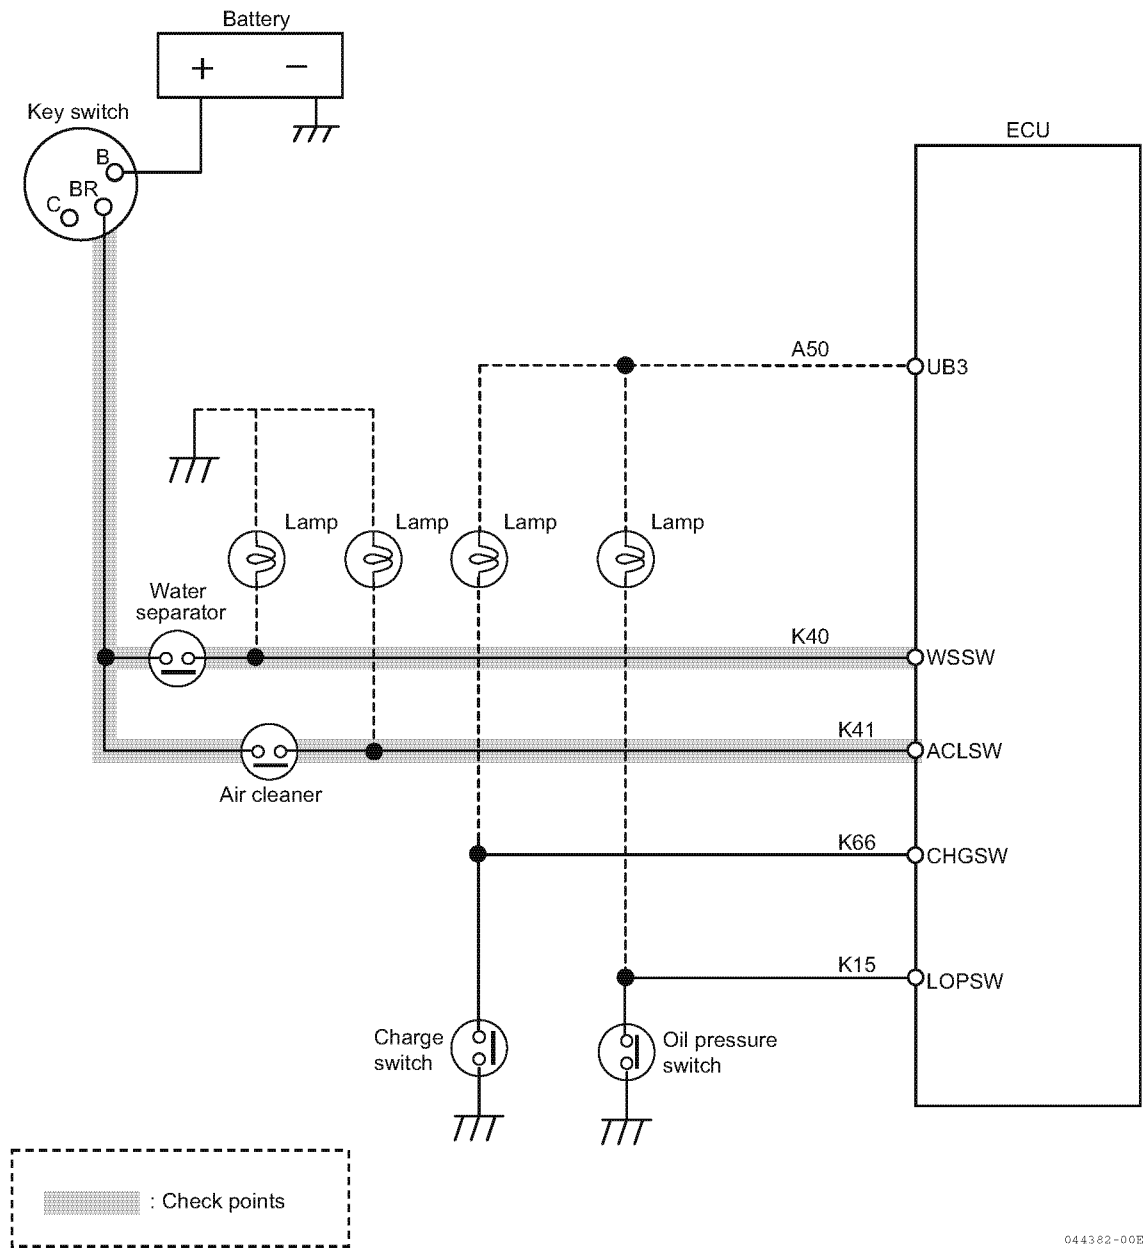 Battery
+ −
Key switch
B
BR
C
ECU
A50
UB3
Lamp
Lamp
Lamp
Lamp
Water
separator
K40
WSSW
K41
ACLSW
Air cleaner
K66
CHGSW
K15
LOPSW
Charge
switch
Oil pressure
switch
: Check points
044382-00E